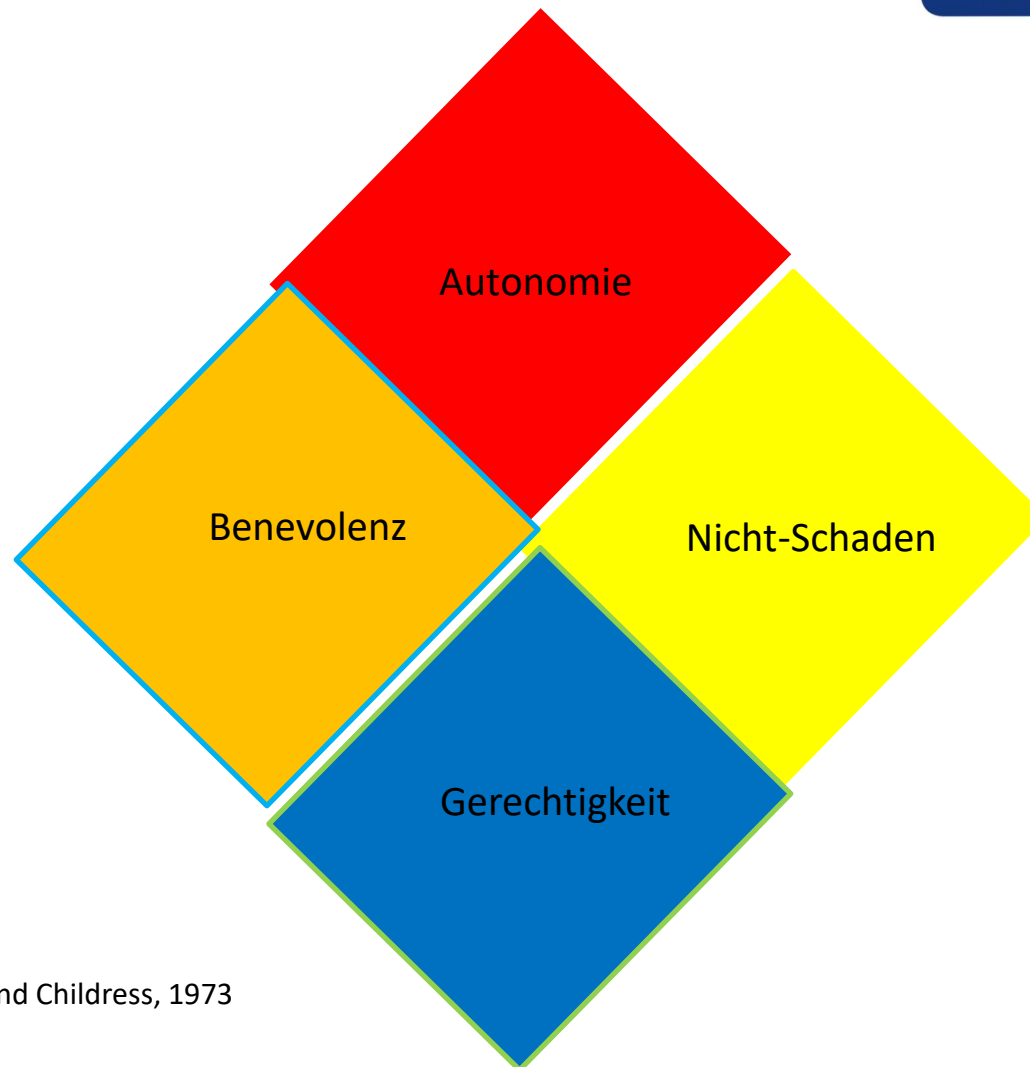 Autonomie
Benevolenz
Nicht-Schaden
Gerechtigkeit
nd Childress, 1973